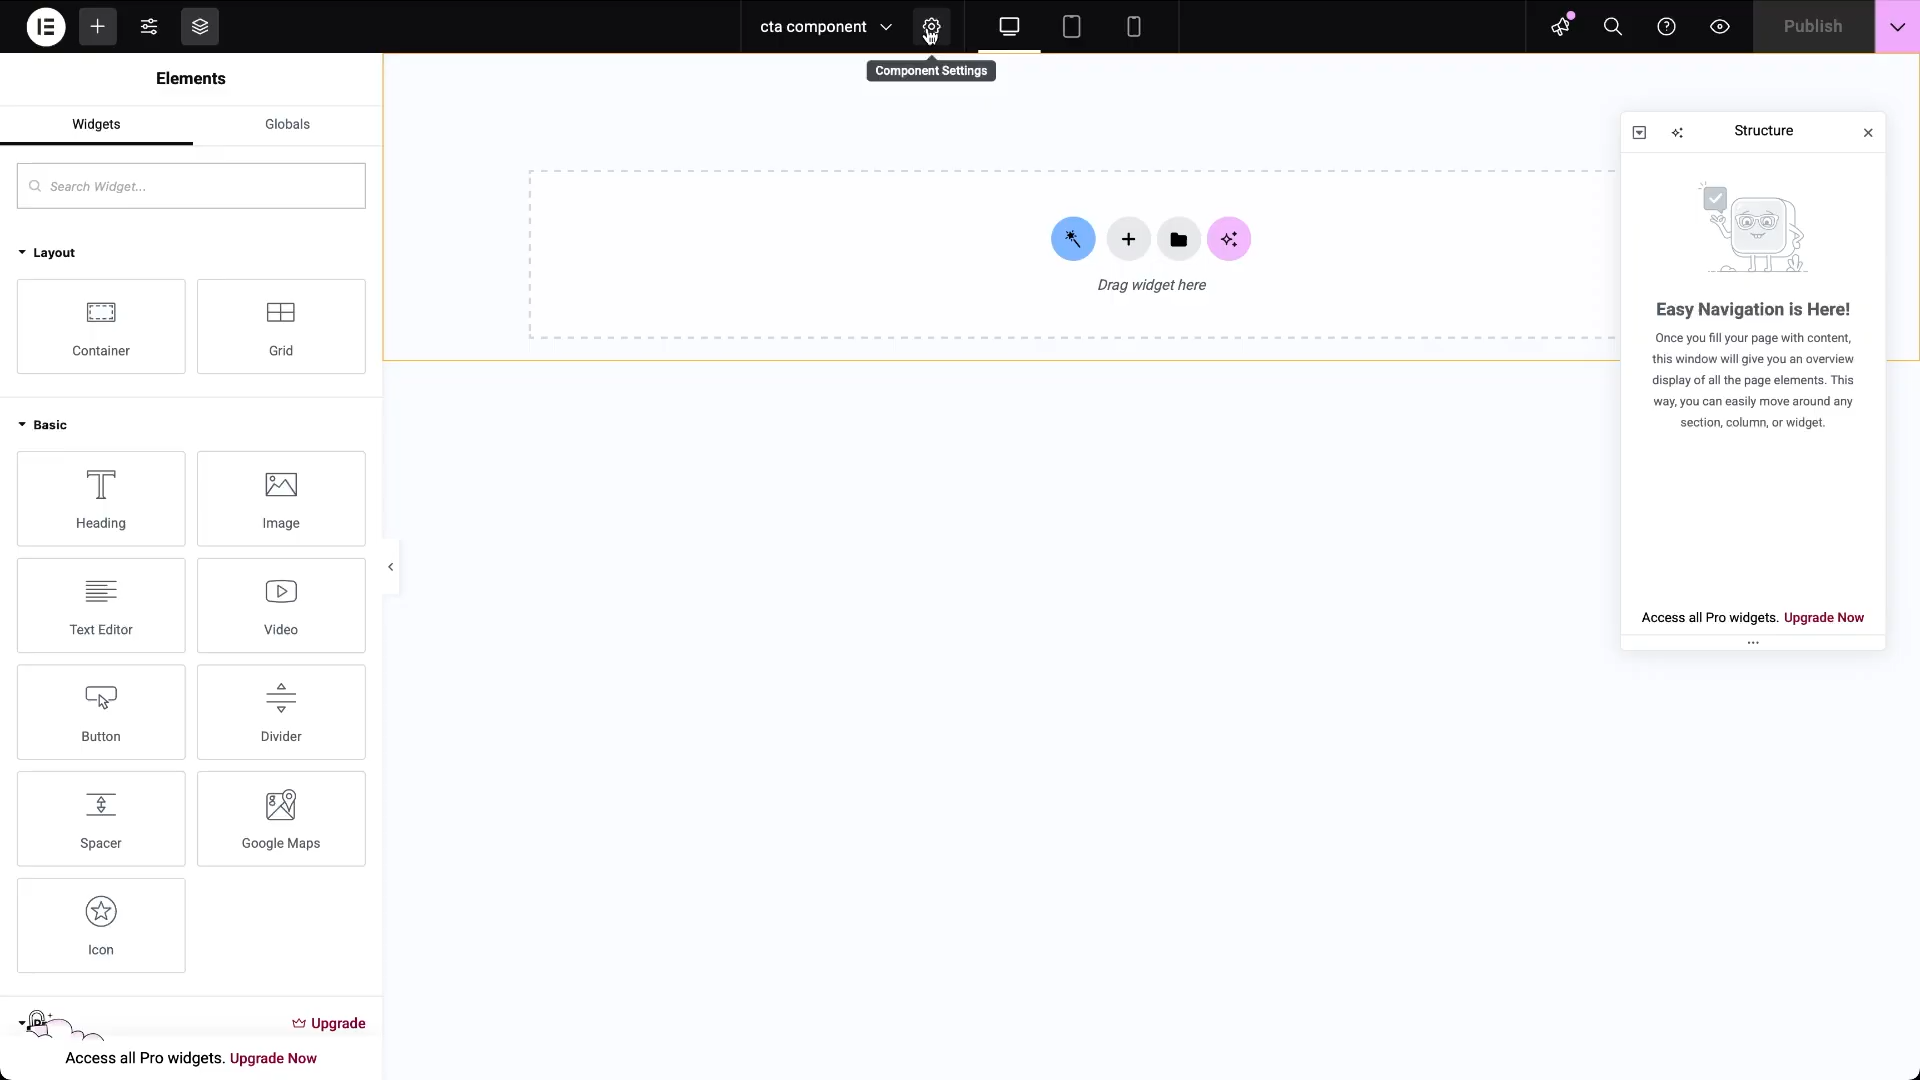 cta component
Publish
Component Settings
Elements
Widgets
Globals
Search Widget...
Layout
Container
Grid
Basic
Heading
Image
Text Editor
Video
Button
Divider
Spacer
Google Maps
Icon
Upgrade
Access all Pro widgets. Upgrade Now
Drag widget here
Structure
Easy Navigation is Here!
Once you fill your page with content,
this window will give you an overview
display of all the page elements. This
way, you can easily move around any
section, column, or widget.
Access all Pro widgets. Upgrade Now